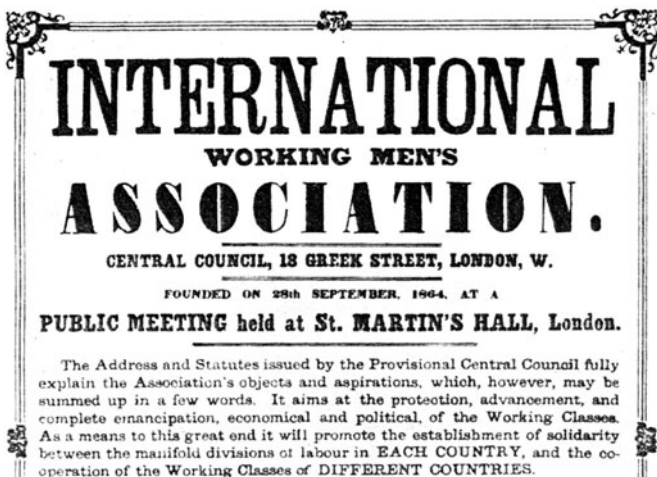 INTERNATIONAL
WORKING MEN'S
ASSOCIATION.
CENTRAL COUNCIL, 18 GREEK STREET, LONDON, W.
FOUNDED ON 28th SEPTEMBER, 1864, AT A
PUBLIC MEETING held at St. MARTIN'S HALL, London.
The Address and Statutes issued by the Provisional Central Council fully
explain the Association's objects and aspirations, which, however, may be
summed up in a few words. It aims at the protection, advancement, and
complete emancipation, economical and political, of the Working Classes.
As a means to this great end it will promote the establishment of solidarity
between the manifold divisions of labour in EACH COUNTRY, and the co-
operation of the Working Classes of DIFFERENT COUNTRIES.